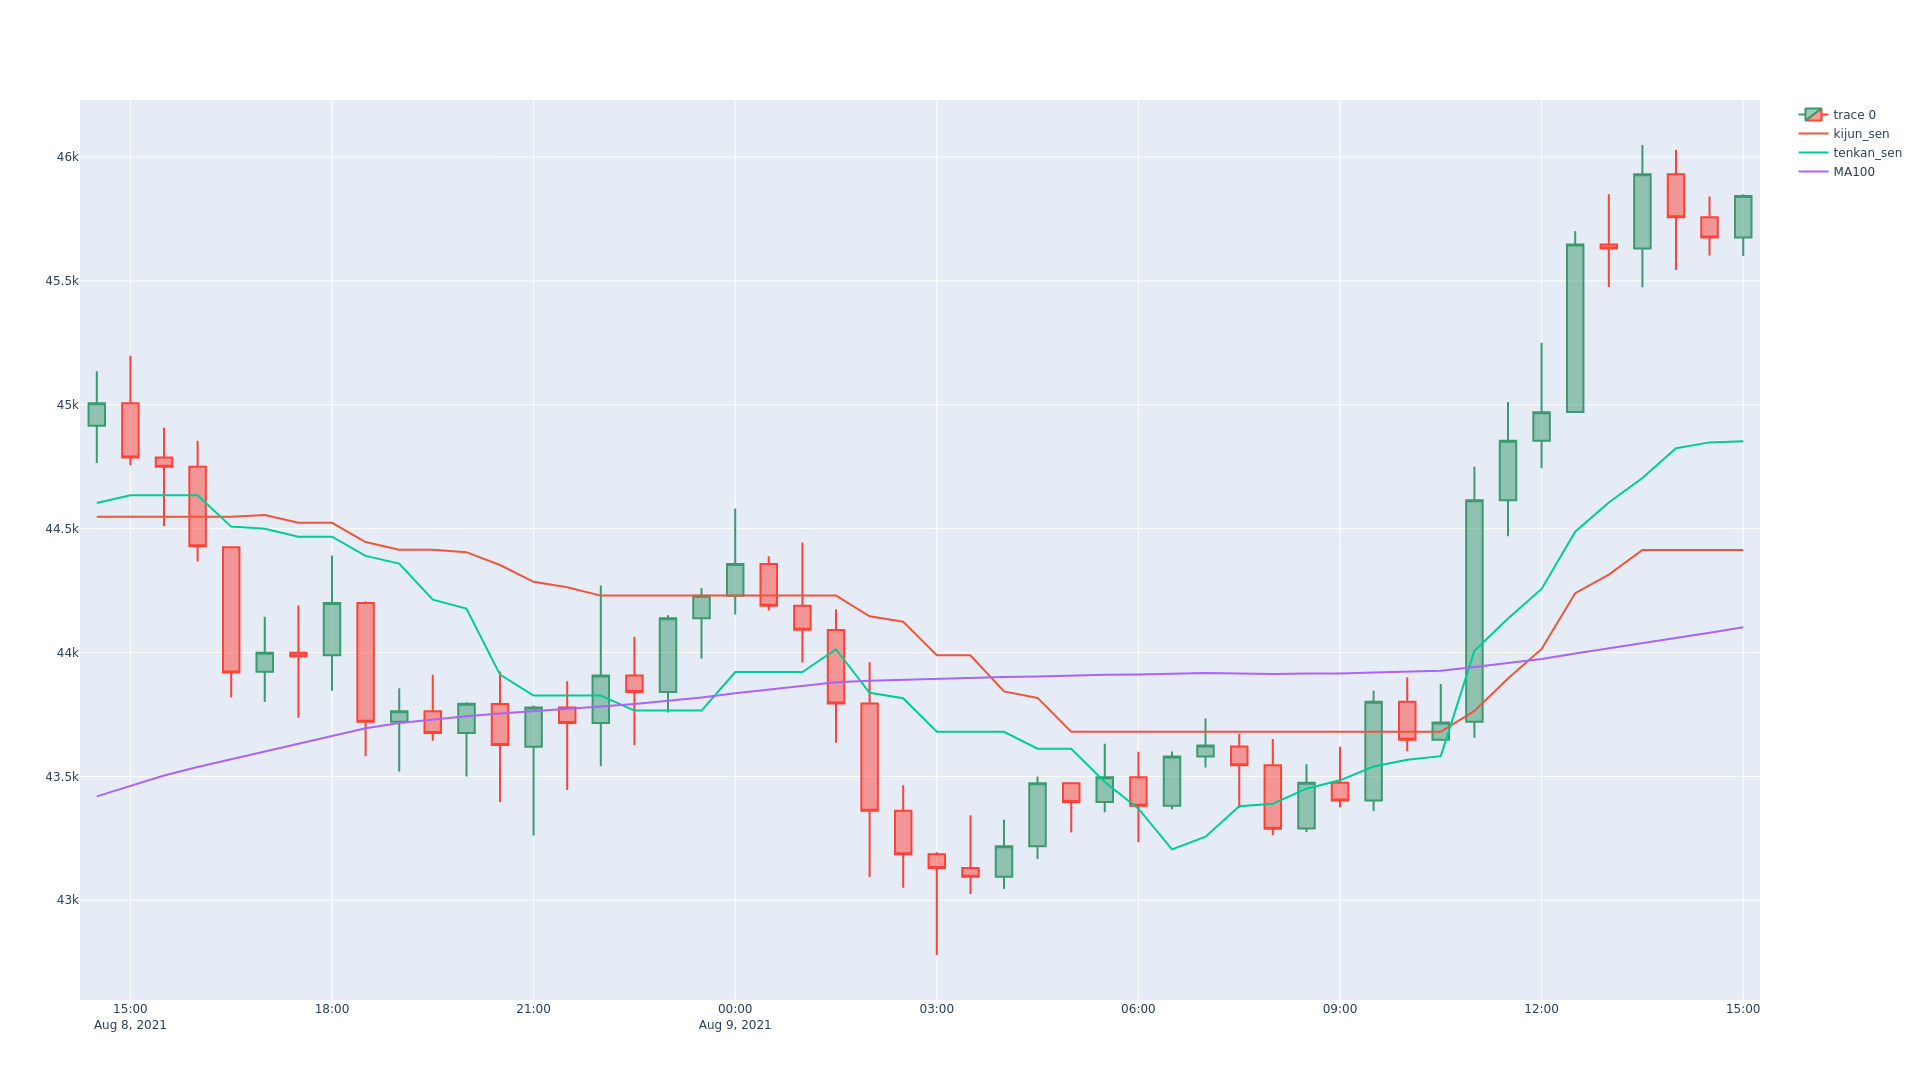 trace 0
kijun_sen
tenkan_sen
MA100
46k
45.5k
45k
44.5k
44k
43.5k
43k
15:00 18:00 21:00 00:00 03:00 06:00 09:00 12:00 15:00
Aug 8, 2021 Aug 9, 2021